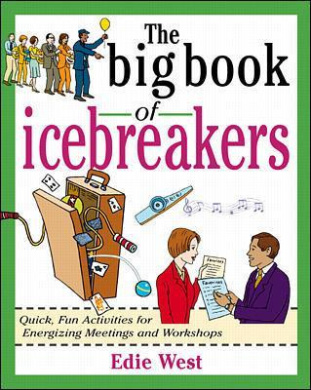 The
big book
of
icebreakers
Quick, Fun Activities for
Energizing Meetings and Workshops
Edie West